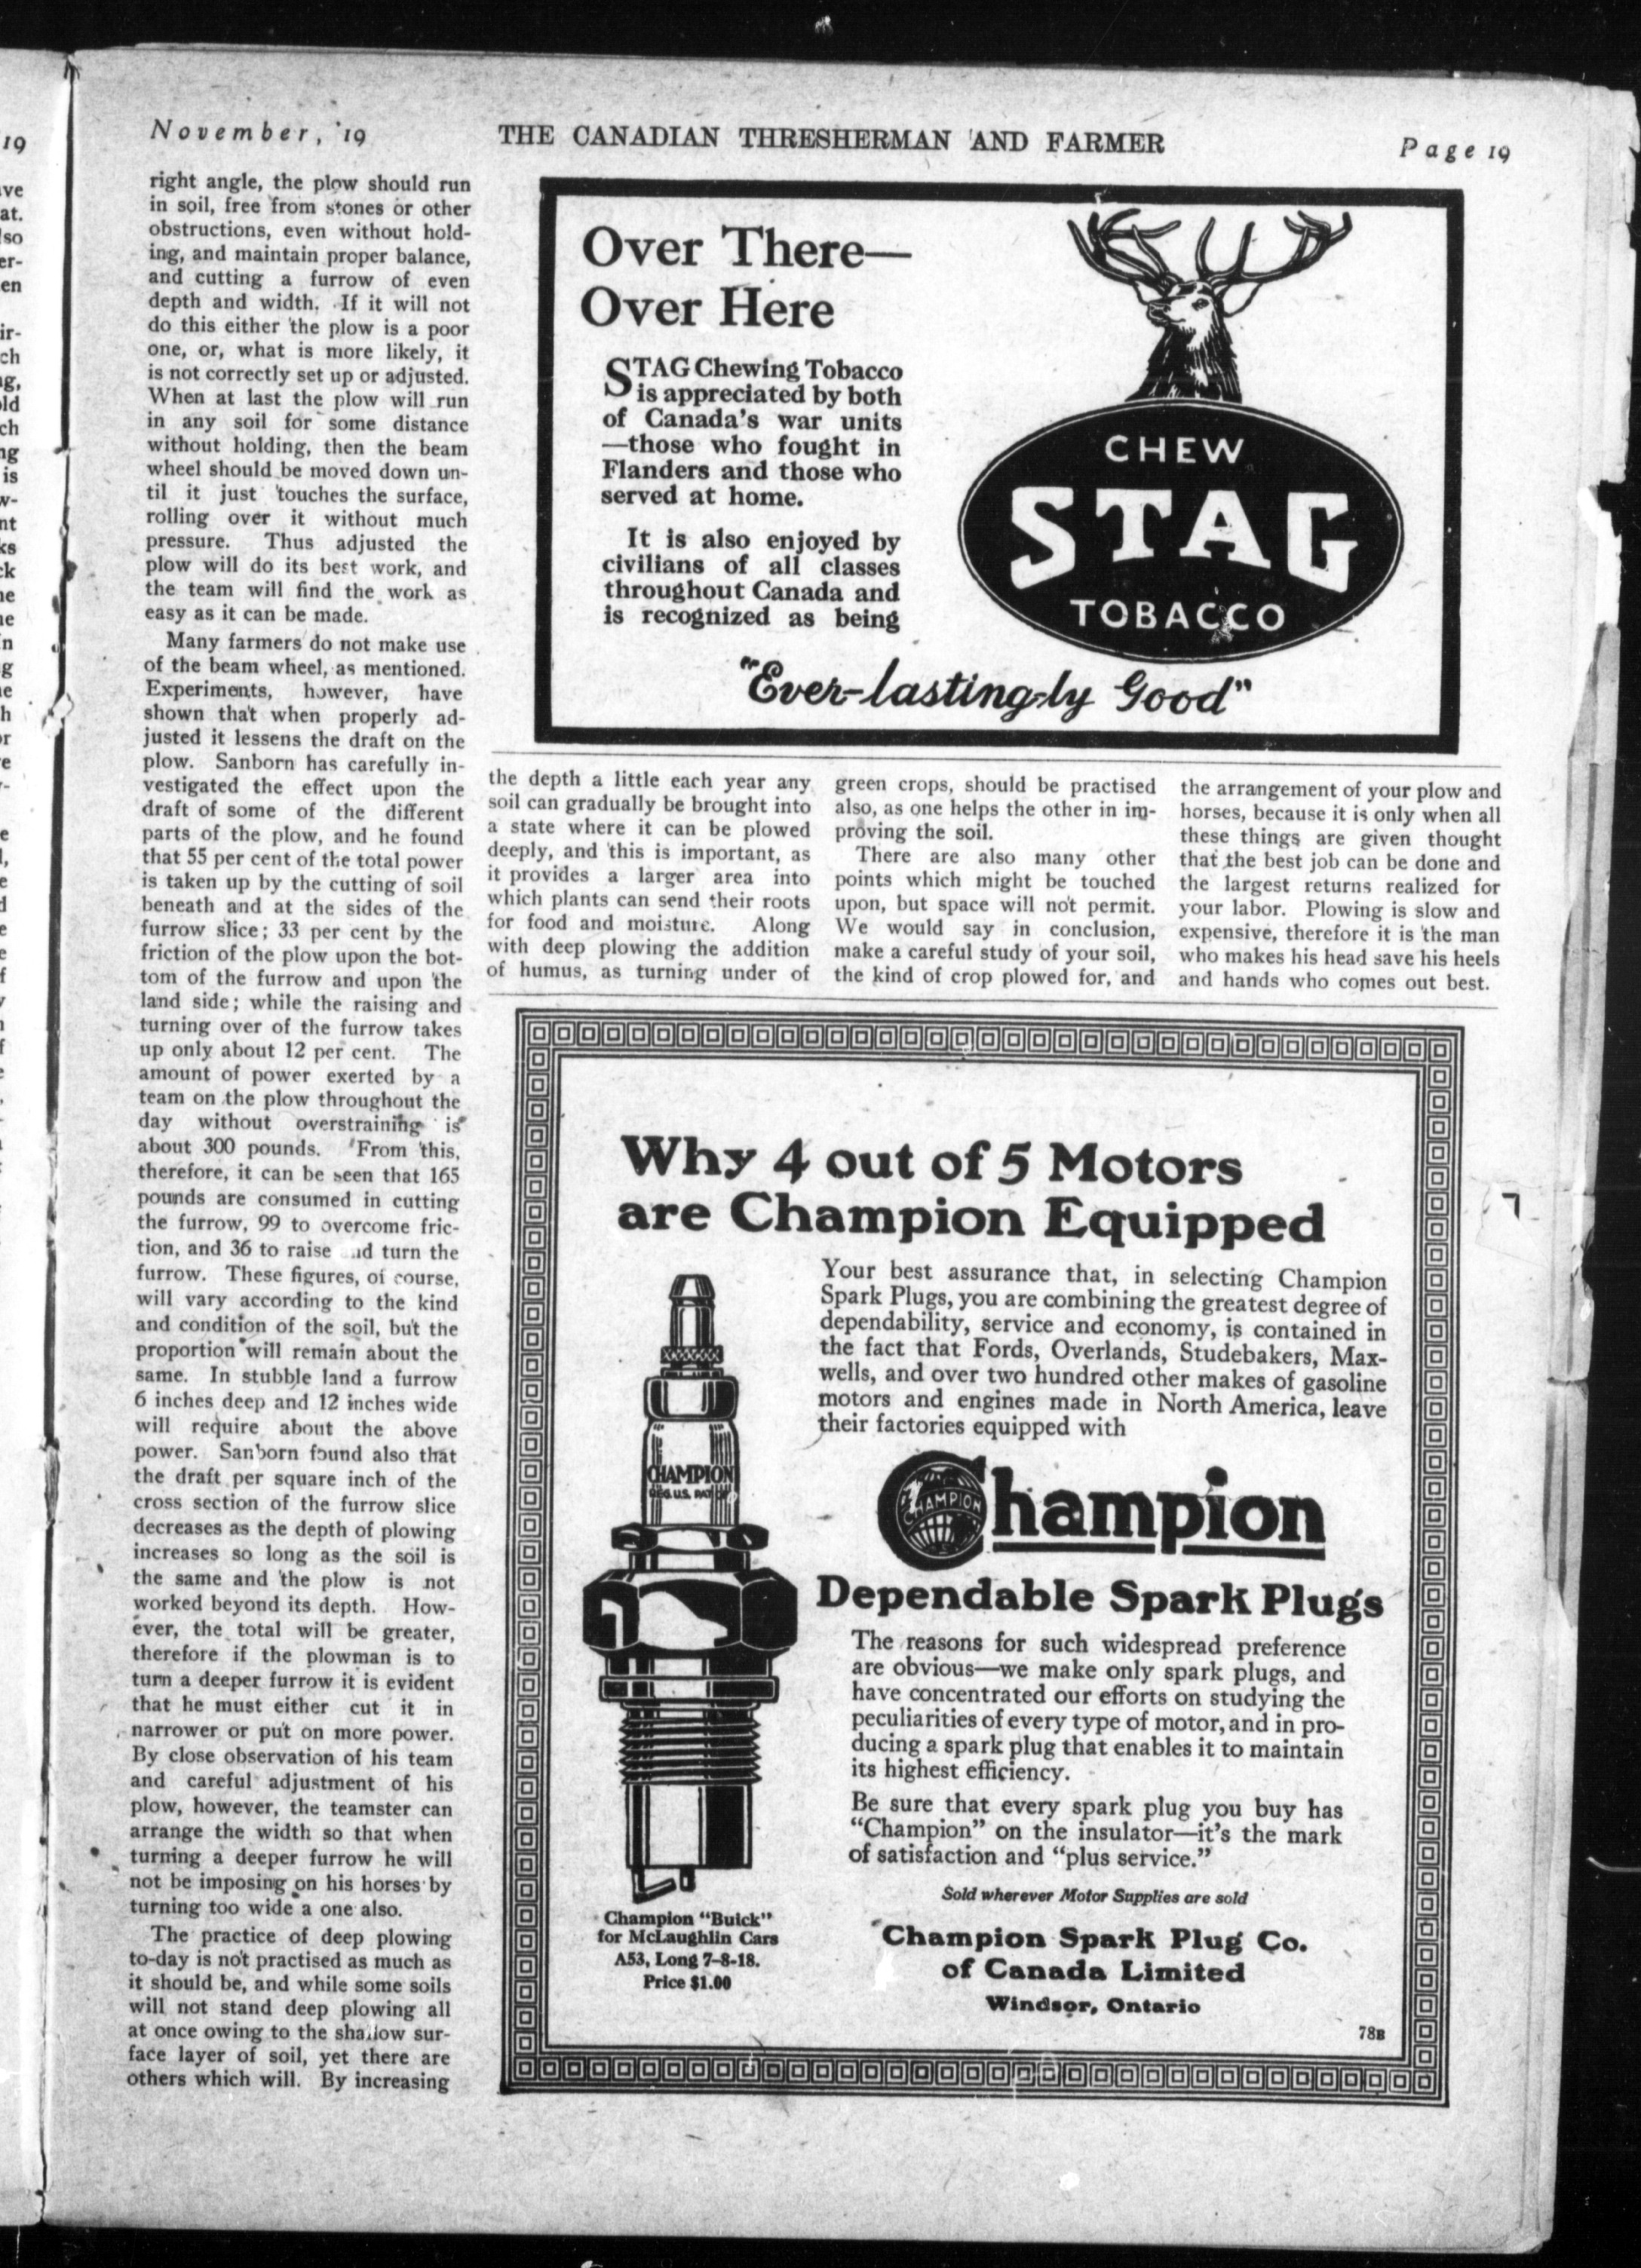 November, '19
THE CANADIAN THRESHERMAN AND FARMER
Page 19
right angle, the plow should run
in soil, free from stones or other
obstructions, even without hold-
ing, and maintain proper balance,
and cutting a furrow of even
depth and width. If it will not
do this either the plow is a poor
one, or, what is more likely, it
is not correctly set up or adjusted.
When at last the plow will run
in any soil for some distance
without holding, then the beam
wheel should be moved down un-
til it just touches the surface,
rolling over it without much
pressure. Thus adjusted the
plow will do its best work, and
the team will find the work as
easy as it can be made.
Many farmers do not make use
of the beam wheel, as mentioned.
Experiments, however, have
shown that when properly ad-
justed it lessens the draft on the
plow. Sanborn has carefully in-
vestigated the effect upon the
draft of some of the different
parts of the plow, and he found
that 55 per cent of the total power
is taken up by the cutting of soil
beneath and at the sides of the
furrow slice; 33 per cent by the
friction of the plow upon the bot-
tom of the furrow and upon the
land side; while the raising and
turning over of the furrow takes
up only about 12 per cent. The
amount of power exerted by a
team on the plow throughout the
day without overstraining is
about 300 pounds. From this,
therefore, it can be seen that 165
pounds are consumed in cutting
the furrow, 99 to overcome fric-
tion, and 36 to raise turn the
furrow. These figures, of course,
will vary according to the kind
and condition of the soil, but the
proportion will remain about the
same. In stubble land a furrow
6 inches deep and 12 inches wide
will require about the above
power. Sanborn found also that
the draft per square inch of the
cross section of the furrow slice
decreases as the depth of plowing
increases so long as the soil is
the same and the plow is not
worked beyond its depth. How-
ever, the total will be greater,
therefore if the plowman is to
turn a deeper furrow it is evident
that he must either cut it in
narrower or put on more power.
By close observation of his team
and careful adjustment of his
plow, however, the teamster can
arrange the width so that when
turning a deeper furrow he will
not be imposing on his horses by
turning too wide a one also.
The practice of deep plowing
to-day is not practised as much as
it should be, and while some soils
will not stand deep plowing all
at once owing to the shallow sur-
face layer of soil, yet there are
others which will. By increasing
Over There—
Over Here
STAG Chewing Tobacco
is appreciated by both
of Canada's war units
—those who fought in
Flanders and those who
served at home.
It is also enjoyed by
civilians of all classes
throughout Canada and
is recognized as being
CHEW
STAG
TOBACCO
"Ever-lasting-ly Good"
the depth a little each year any
soil can gradually be brought into
a state where it can be plowed
deeply, and this is important, as
it provides a larger area into
which plants can send their roots
for food and moisture. Along
with deep plowing the addition
of humus, as turning under of
green crops, should be practised
also, as one helps the other in im-
proving the soil.
There are also many other
points which might be touched
upon, but space will not permit.
We would say in conclusion,
make a careful study of your soil,
the kind of crop plowed for, and
the arrangement of your plow and
horses, because it is only when all
these things are given thought
that the best job can be done and
the largest returns realized for
your labor. Plowing is slow and
expensive, therefore it is the man
who makes his head save his heels
and hands who comes out best.
Why 4 out of 5 Motors
are Champion Equipped
Your best assurance that, in selecting Champion
Spark Plugs, you are combining the greatest degree of
dependability, service and economy, is contained in
the fact that Fords, Overlands, Studebakers, Max-
wells, and over two hundred other makes of gasoline
motors and engines made in North America, leave
their factories equipped with
CHAMPION
REG. U.S. PAT. OF
CHAMPION
Champion
Dependable Spark Plugs
The reasons for such widespread preference
are obvious—we make only spark plugs, and
have concentrated our efforts on studying the
peculiarities of every type of motor, and in pro-
ducing a spark plug that enables it to maintain
its highest efficiency.
Be sure that every spark plug you buy has
"Champion" on the insulator—it's the mark
of satisfaction and "plus service."
Sold wherever Motor Supplies are sold
Champion Spark Plug Co.
of Canada Limited
Windsor, Ontario
78B
Champion "Buick"
for McLaughlin Cars
A53, Long 7-8-18.
Price $1.00